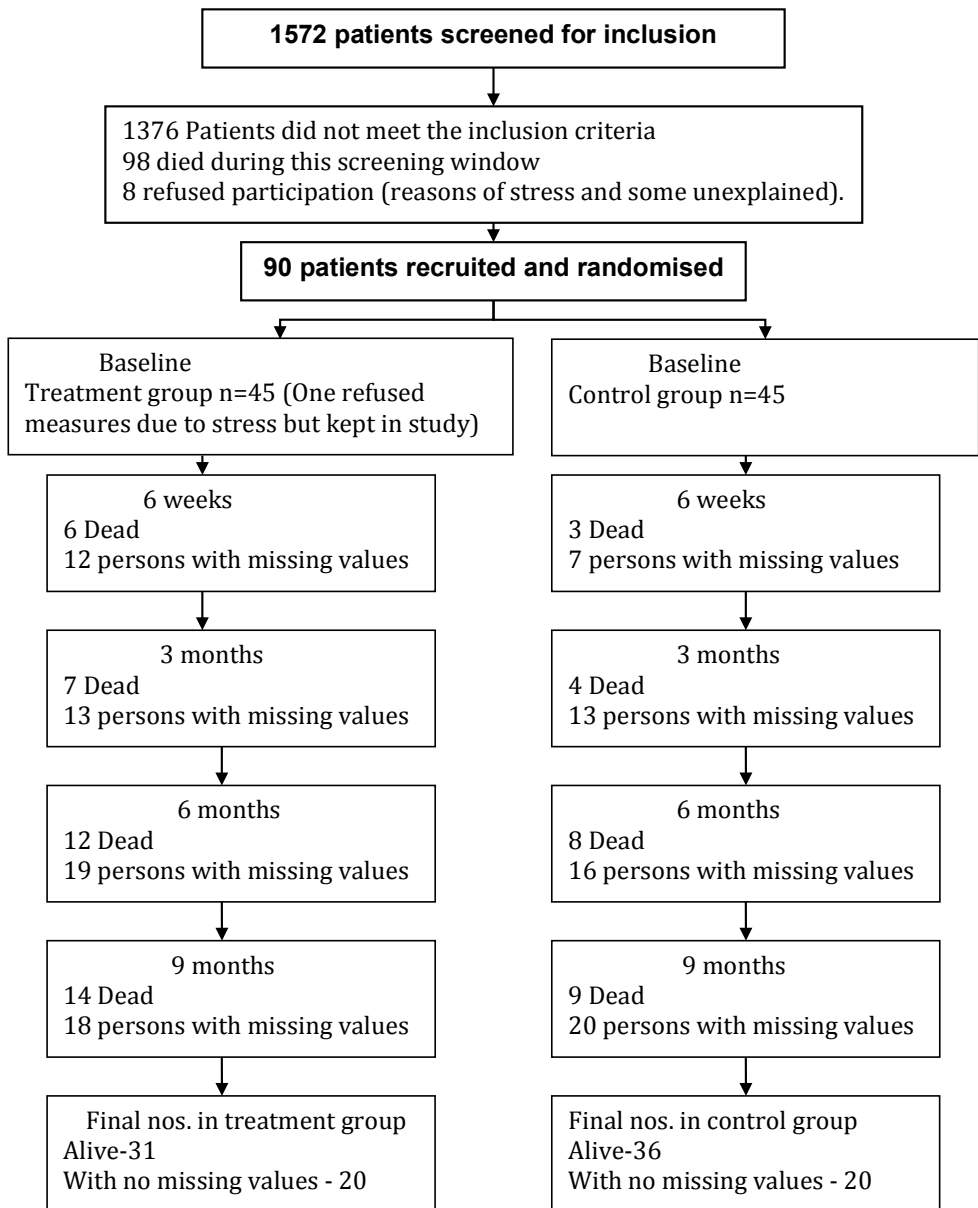 1572 patients screened for inclusion
1376 Patients did not meet the inclusion criteria
98 died during this screening window
8 refused participation (reasons of stress and some unexplained).
90 patients recruited and randomised
Baseline
Treatment group n=45 (One refused
measures due to stress but kept in study)
Baseline
Control group n=45
6 weeks
6 Dead
12 persons with missing values
6 weeks
3 Dead
7 persons with missing values
3 months
7 Dead
13 persons with missing values
3 months
4 Dead
13 persons with missing values
6 months
12 Dead
19 persons with missing values
6 months
8 Dead
16 persons with missing values
9 months
14 Dead
18 persons with missing values
9 months
9 Dead
20 persons with missing values
Final nos. in treatment group
Alive-31
With no missing values - 20
Final nos. in control group
Alive-36
With no missing values - 20